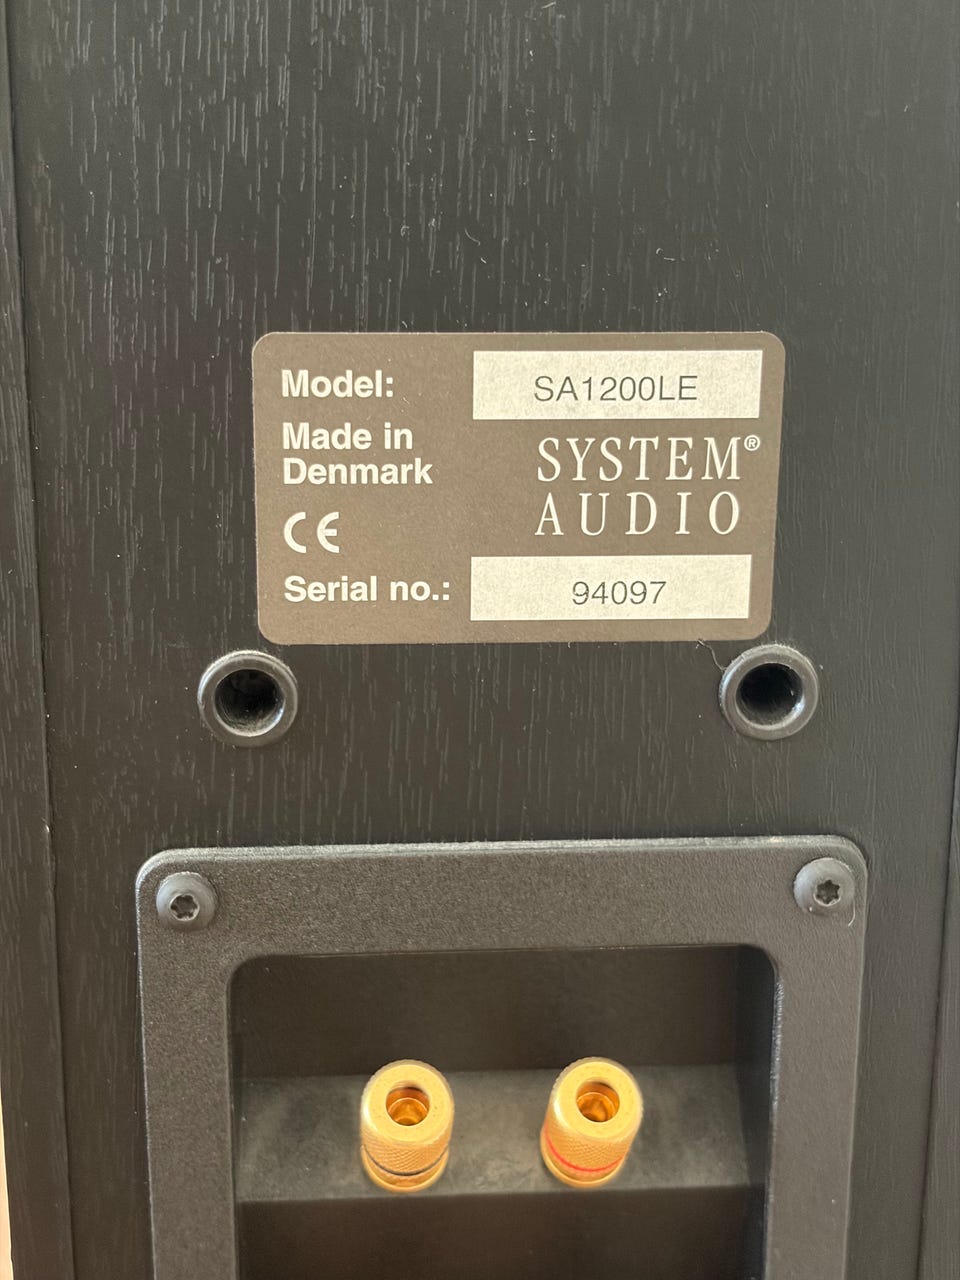 Model: SA1200LE
Made in
Denmark
SYSTEM®
AUDIO
CE
Serial no.: 94097